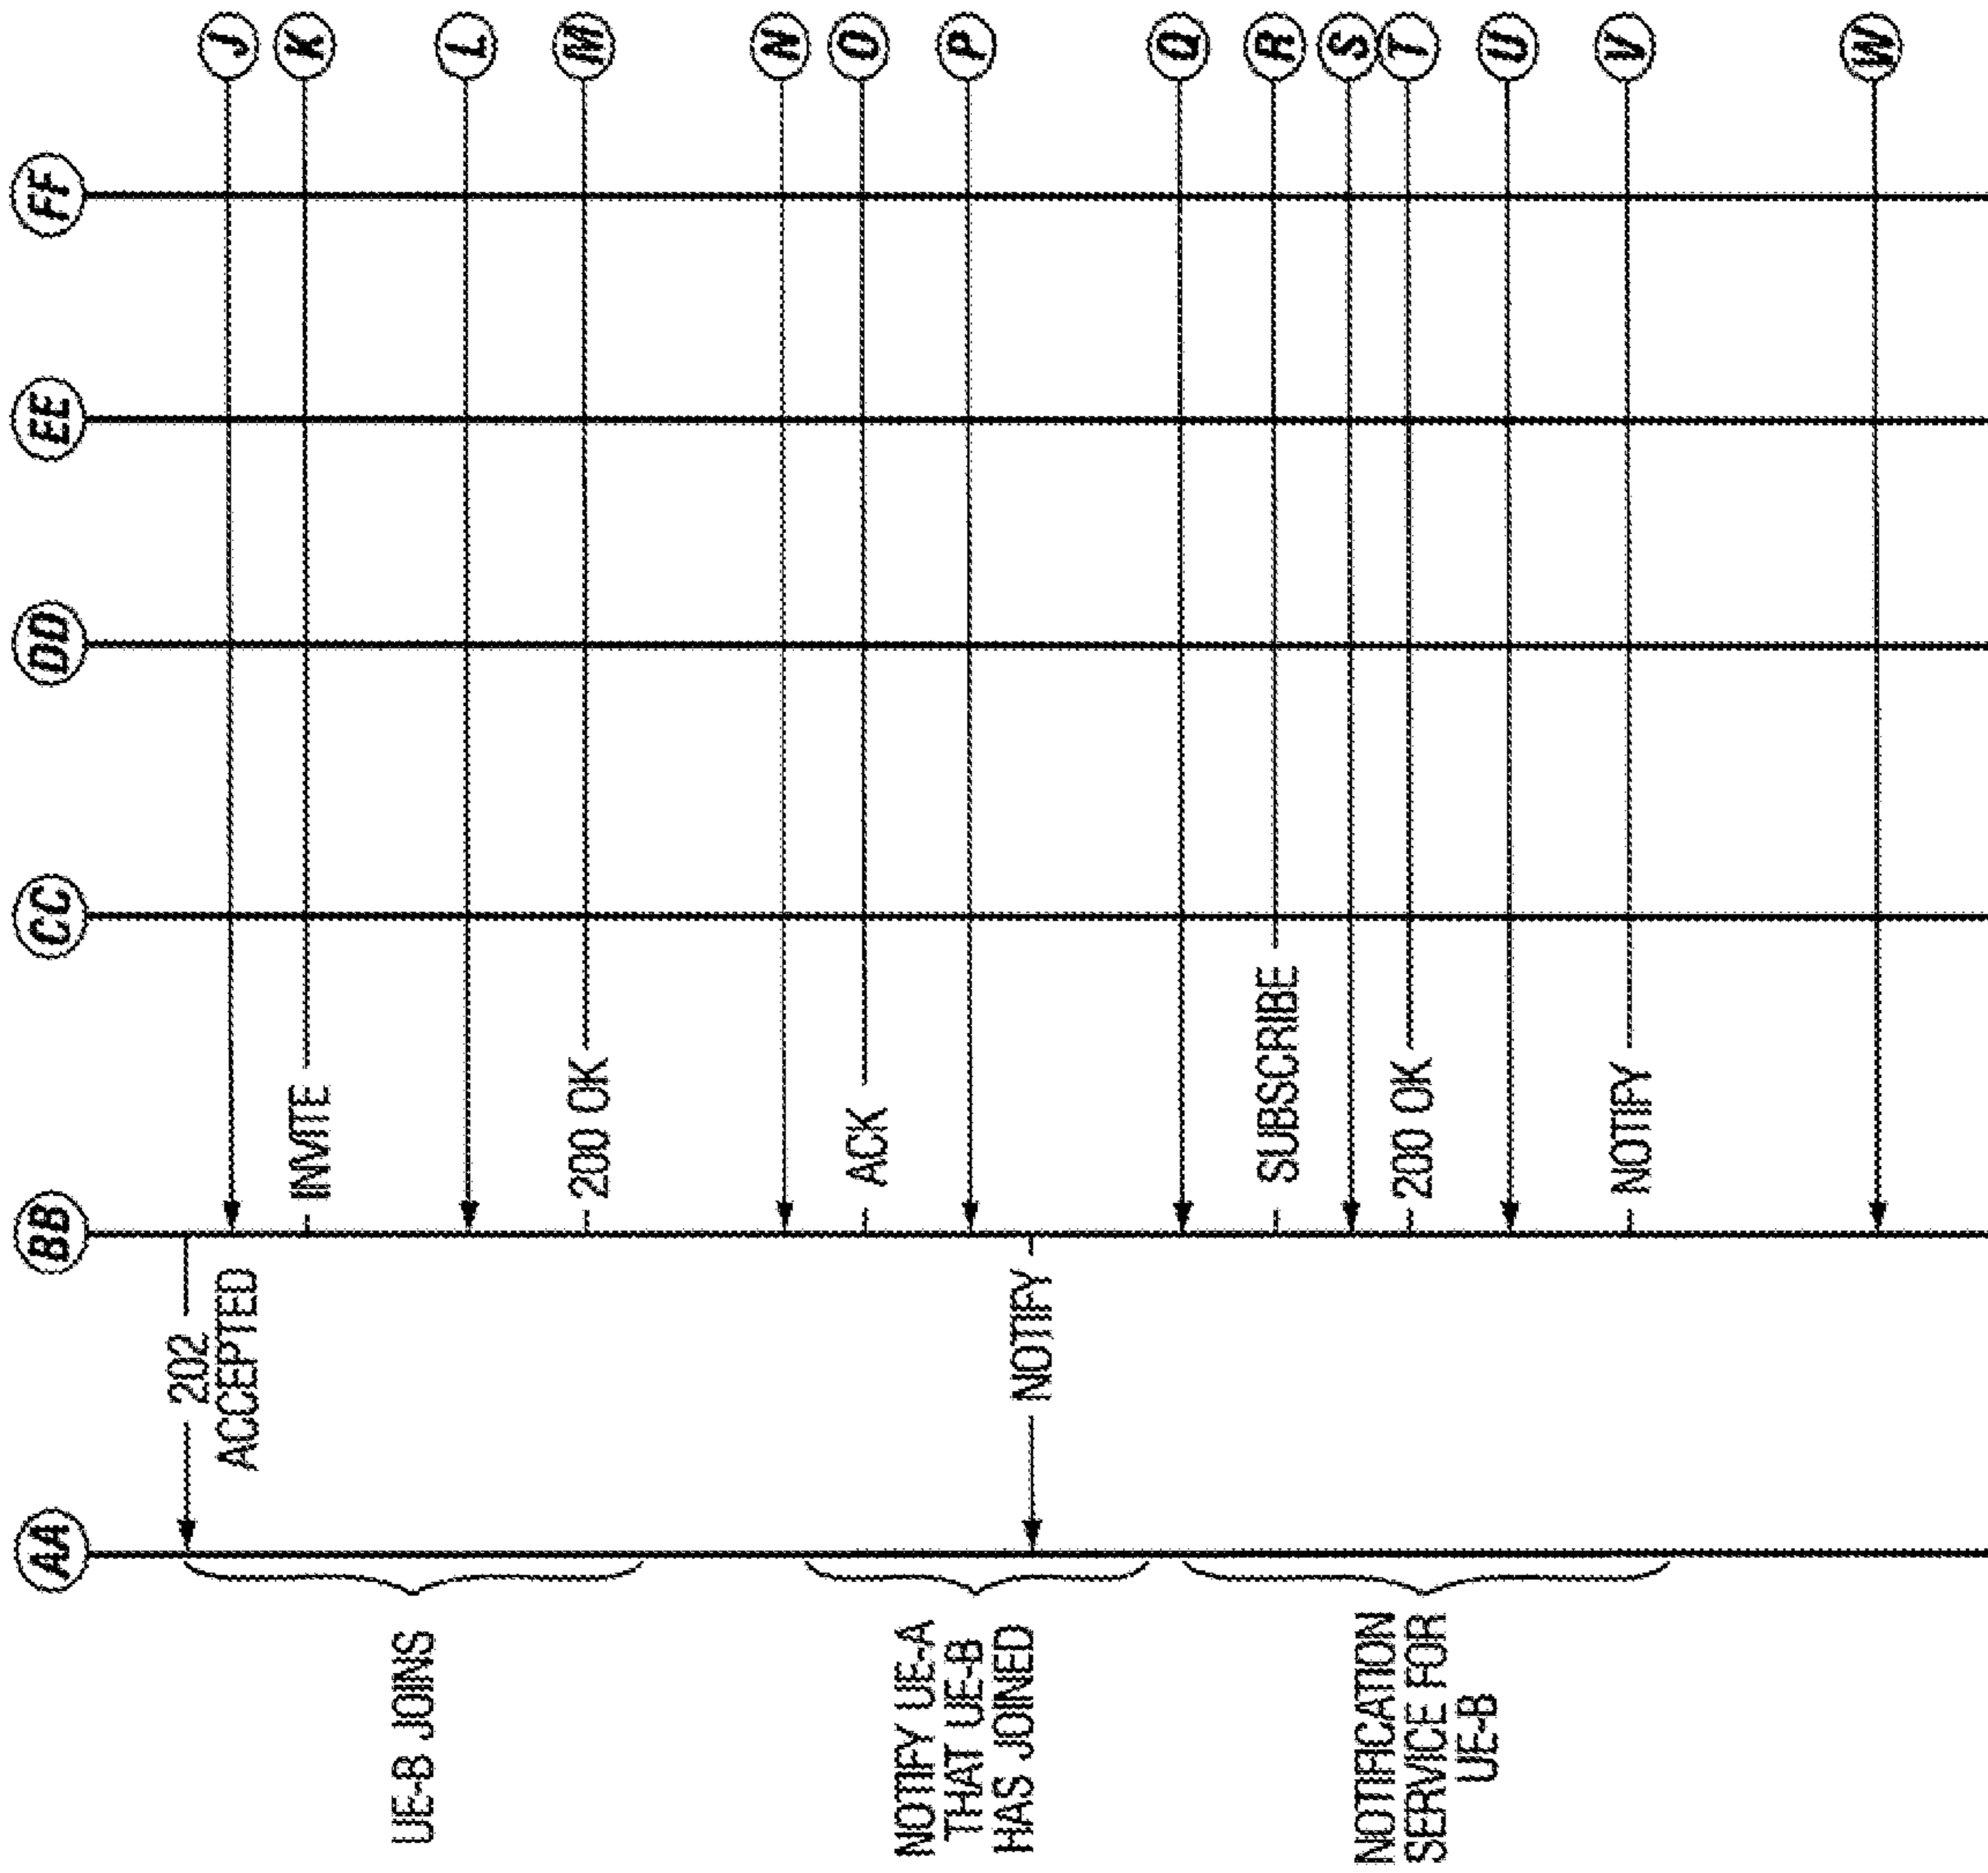 AA BB CC DD EE FF
202
ACCEPTED
J
INVITE K
UE-B JOINS
L
200 OK M
N
ACK O
NOTIFY UE-A
THAT UE-B
HAS JOINED
P
NOTIFY
Q
SUBSCRIBE R
S
NOTIFICATION
SERVICE FOR
UE-B
200 OK T
U
NOTIFY V
W